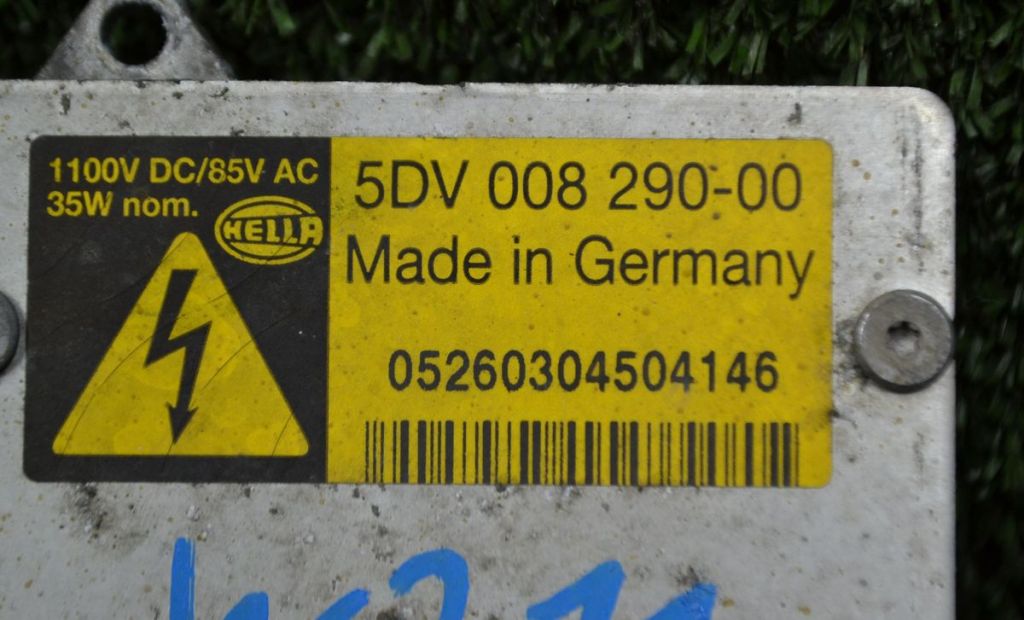 1100V DC/85V AC
35W nom.
HELLA
5DV 008 290-00
Made in Germany
05260304504146